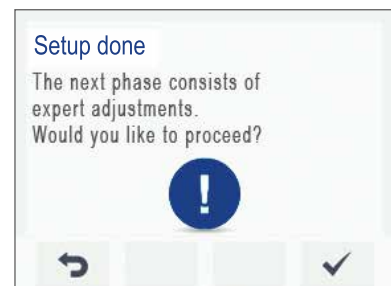 Setup done
The next phase consists of
expert adjustments.
Would you like to proceed?
!